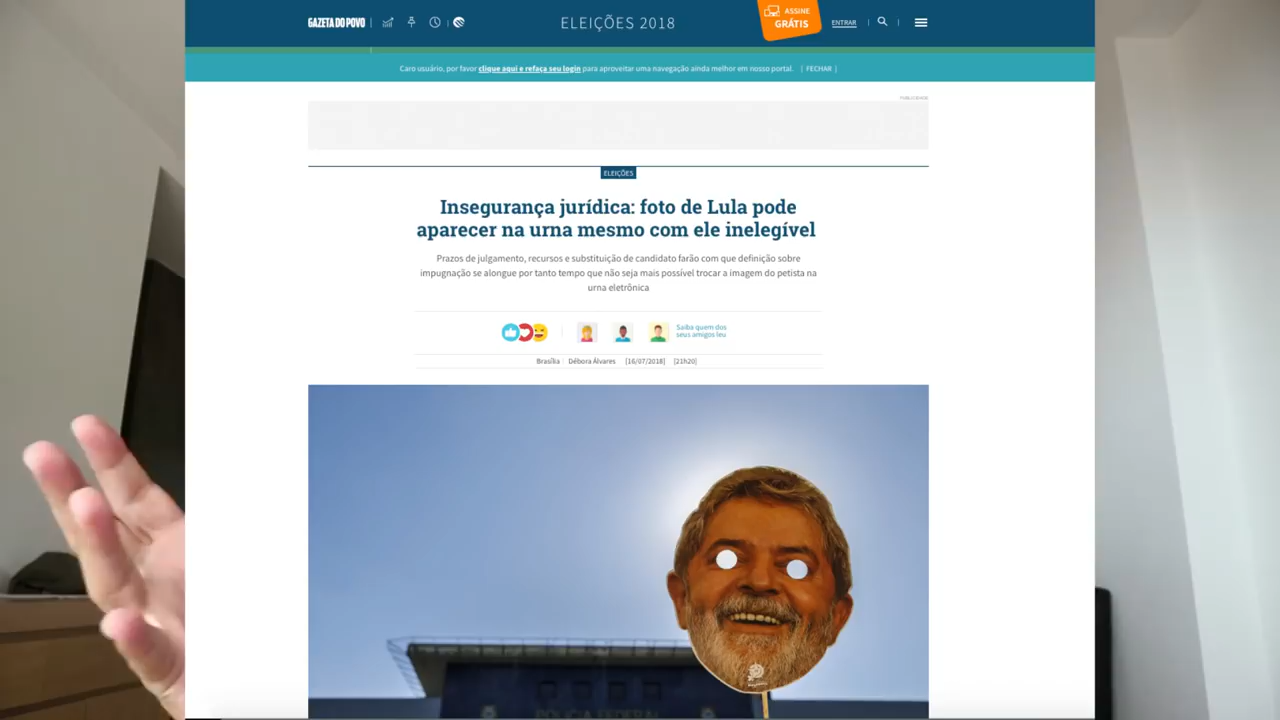 GAZETA DO POVO
ELEIÇÕES 2018
ASSINE
GRÁTIS
ENTRAR
Caro usuário, por favor clique aqui e refaça seu login para aproveitar uma navegação ainda melhor em nosso portal. | FECHAR |
PUBLICIDADE
ELEIÇÕES
Insegurança jurídica: foto de Lula pode
aparecer na urna mesmo com ele inelegível
Prazos de julgamento, recursos e substituição de candidato farão com que definição sobre
impugnação se alongue por tanto tempo que não seja mais possível trocar a imagem do petista na
urna eletrônica
Saiba quem dos
seus amigos leu
Brasília Débora Álvares [16/07/2018] [21h20]
POLÍCIA FEDERAL